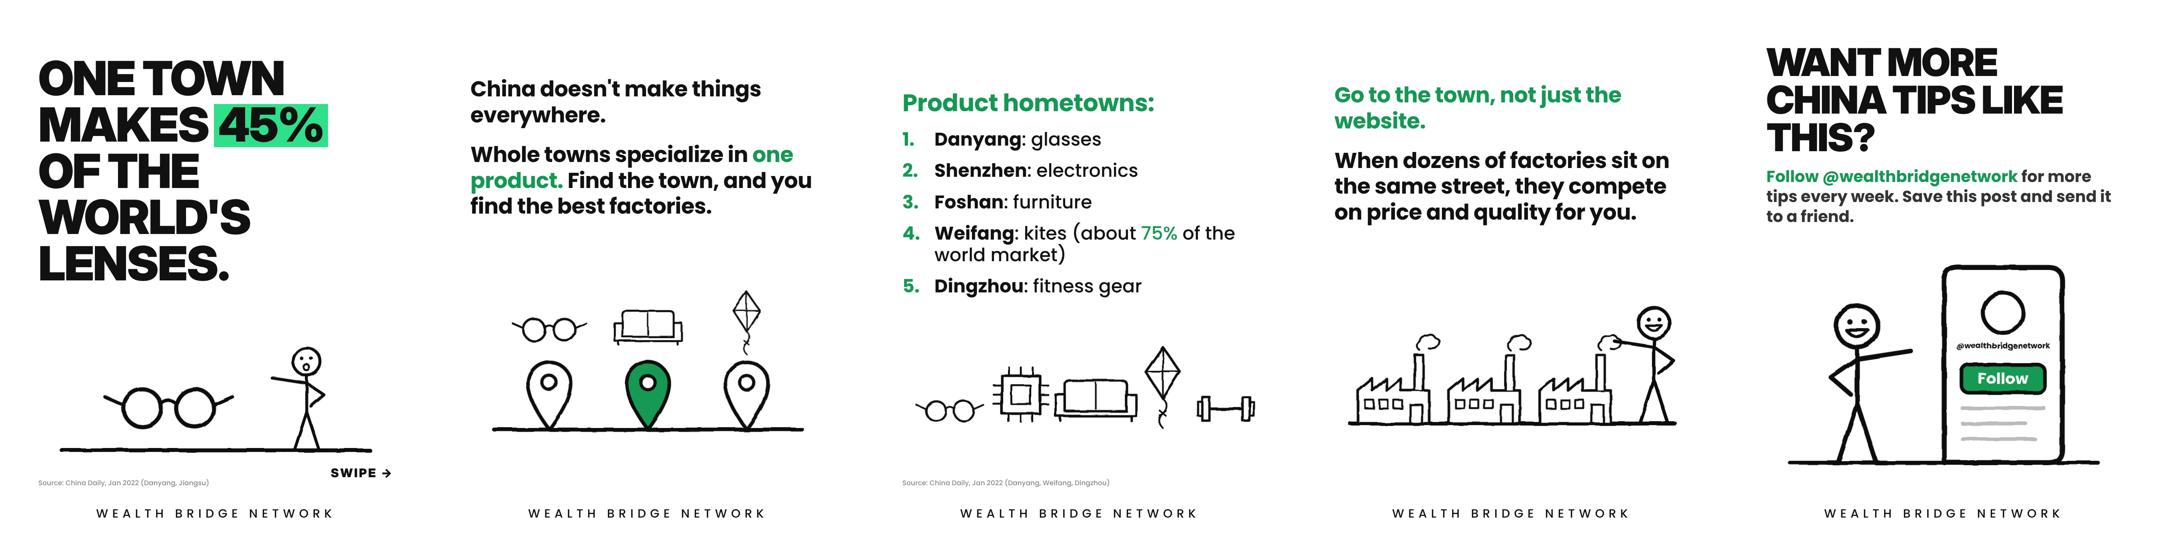 ONE TOWN
MAKES 45%
OF THE
WORLD'S
LENSES.
SWIPE →
Source: China Daily, Jan 2022 (Danyang, Jiangsu)
WEALTH BRIDGE NETWORK
China doesn't make things
everywhere.
Whole towns specialize in one
product. Find the town, and you
find the best factories.
WEALTH BRIDGE NETWORK
Product hometowns:
1. Danyang: glasses
2. Shenzhen: electronics
3. Foshan: furniture
4. Weifang: kites (about 75% of the
world market)
5. Dingzhou: fitness gear
Source: China Daily, Jan 2022 (Danyang, Weifang, Dingzhou)
WEALTH BRIDGE NETWORK
Go to the town, not just the
website.
When dozens of factories sit on
the same street, they compete
on price and quality for you.
WEALTH BRIDGE NETWORK
WANT MORE
CHINA TIPS LIKE
THIS?
Follow @wealthbridgenetwork for more
tips every week. Save this post and send it
to a friend.
@wealthbridgenetwork
Follow
WEALTH BRIDGE NETWORK